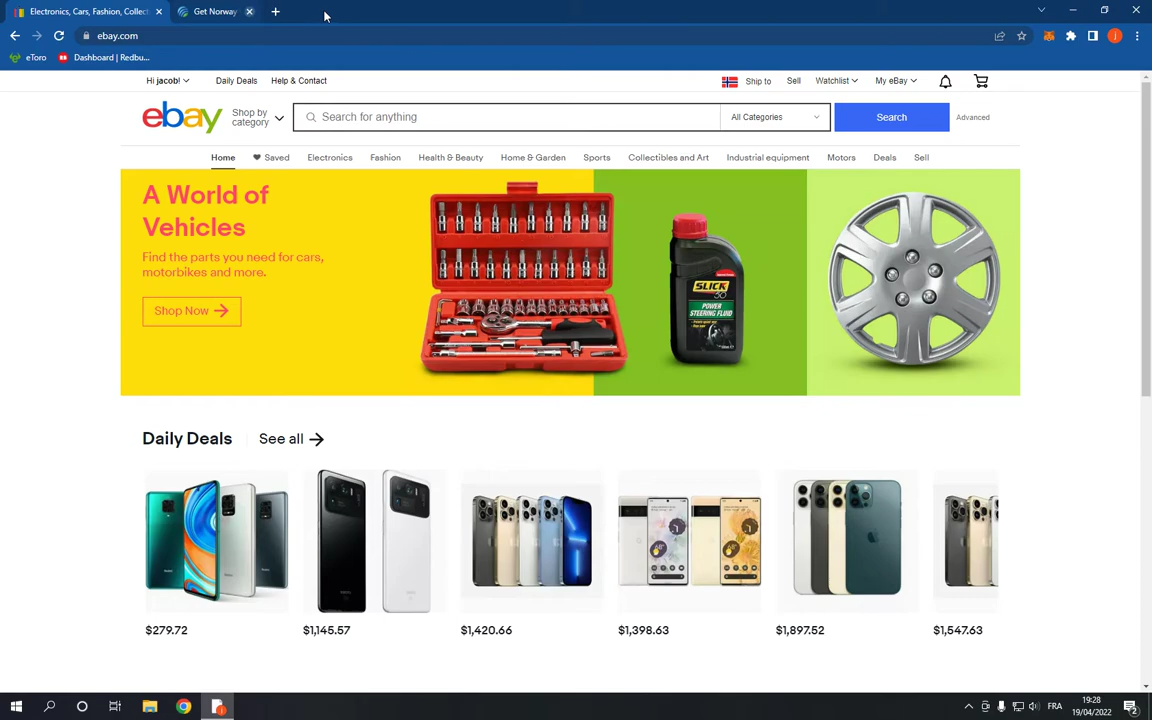 Electronics, Cars, Fashion, Collect
Get Norway
ebay.com
eToro
Dashboard | Redbu...
Hi jacob!
Daily Deals
Help & Contact
Ship to
Sell
Watchlist
My eBay
ebay
Shop by category
Search for anything
All Categories
Search
Advanced
Home
Saved
Electronics
Fashion
Health & Beauty
Home & Garden
Sports
Collectibles and Art
Industrial equipment
Motors
Deals
Sell
A World of
Vehicles
Find the parts you need for cars,
motorbikes and more.
Shop Now
SLICK
30
POWER
STEERING FLUID
Daily Deals
See all
$279.72
$1,145.57
$1,420.66
$1,398.63
$1,897.52
$1,547.63
FRA
19:28
19/04/2022
2